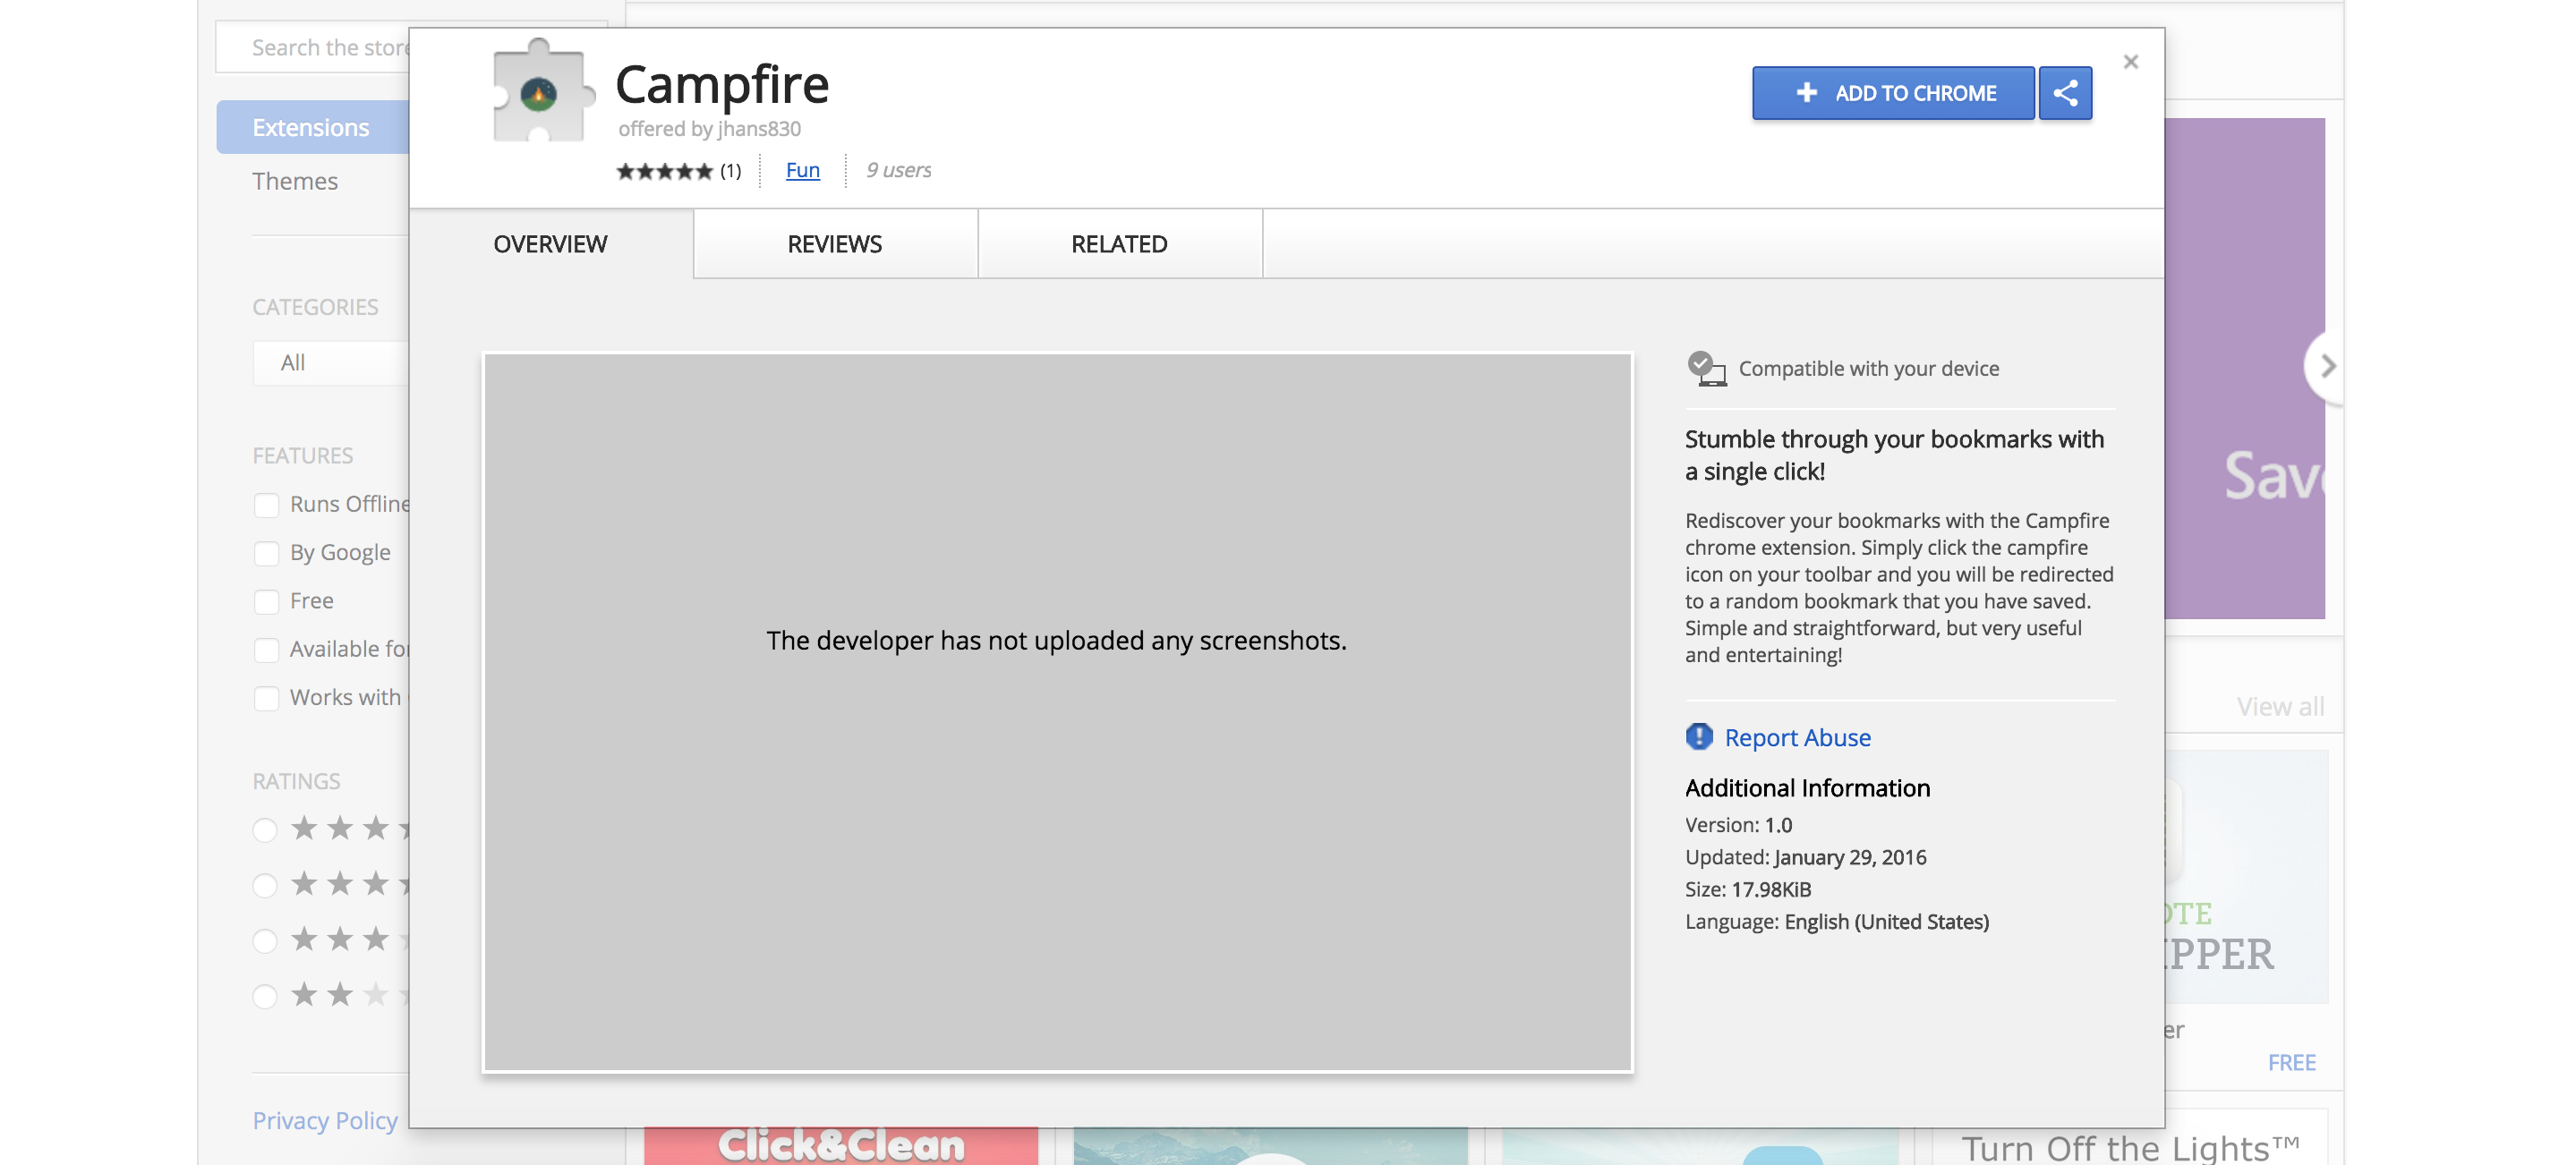 Search the store
Extensions
Themes
CATEGORIES
All
FEATURES
Runs Offline
By Google
Free
Available for
Works with
RATINGS
Privacy Policy
Campfire
offered by jhans830
(1)
Fun
9 users
ADD TO CHROME
OVERVIEW
REVIEWS
RELATED
The developer has not uploaded any screenshots.
Compatible with your device
Stumble through your bookmarks with
a single click!
Rediscover your bookmarks with the Campfire
chrome extension. Simply click the campfire
icon on your toolbar and you will be redirected
to a random bookmark that you have saved.
Simple and straightforward, but very useful
and entertaining!
Report Abuse
Additional Information
Version: 1.0
Updated: January 29, 2016
Size: 17.98KiB
Language: English (United States)
Sav
View all
OTE
IPPER
er
FREE
Click&Clean
Turn Off the Lights™